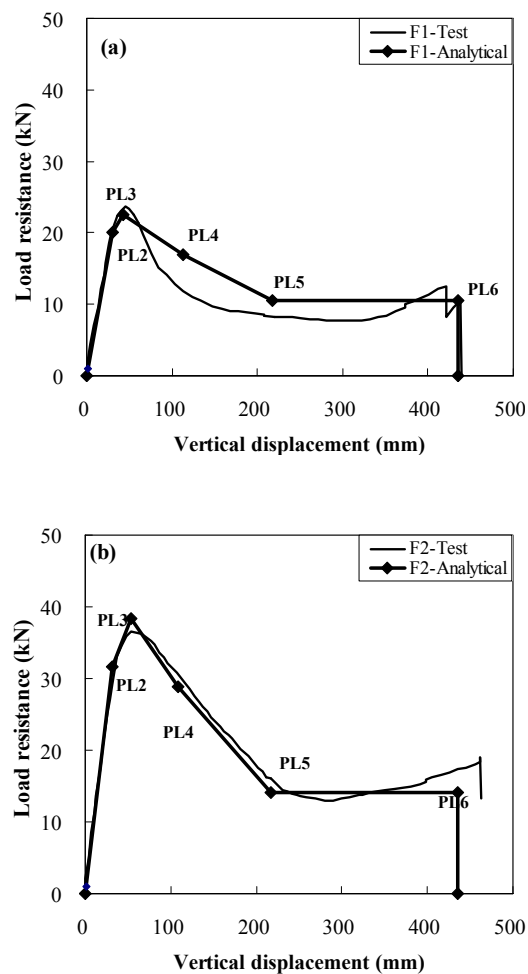 (a)
F1-Test
F1-Analytical
Load resistance (kN)
50
40
30
20
10
0
PL3
PL2
PL4
PL5
PL6
0 100 200 300 400 500
Vertical displacement (mm)
(b)
F2-Test
F2-Analytical
Load resistance (kN)
50
40
30
20
10
0
PL3
PL2
PL4
PL5
PL6
0 100 200 300 400 500
Vertical displacement (mm)